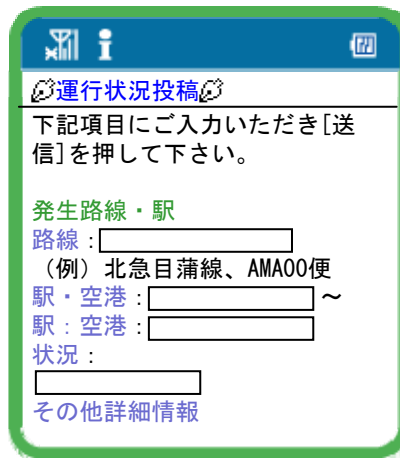 運行状況投稿
下記項目にご入力いただき[送
信]を押して下さい。
発生路線・駅
路線：
（例）北急目蒲線、AMA00便
駅・空港：～
駅：空港：
状況：
その他詳細情報